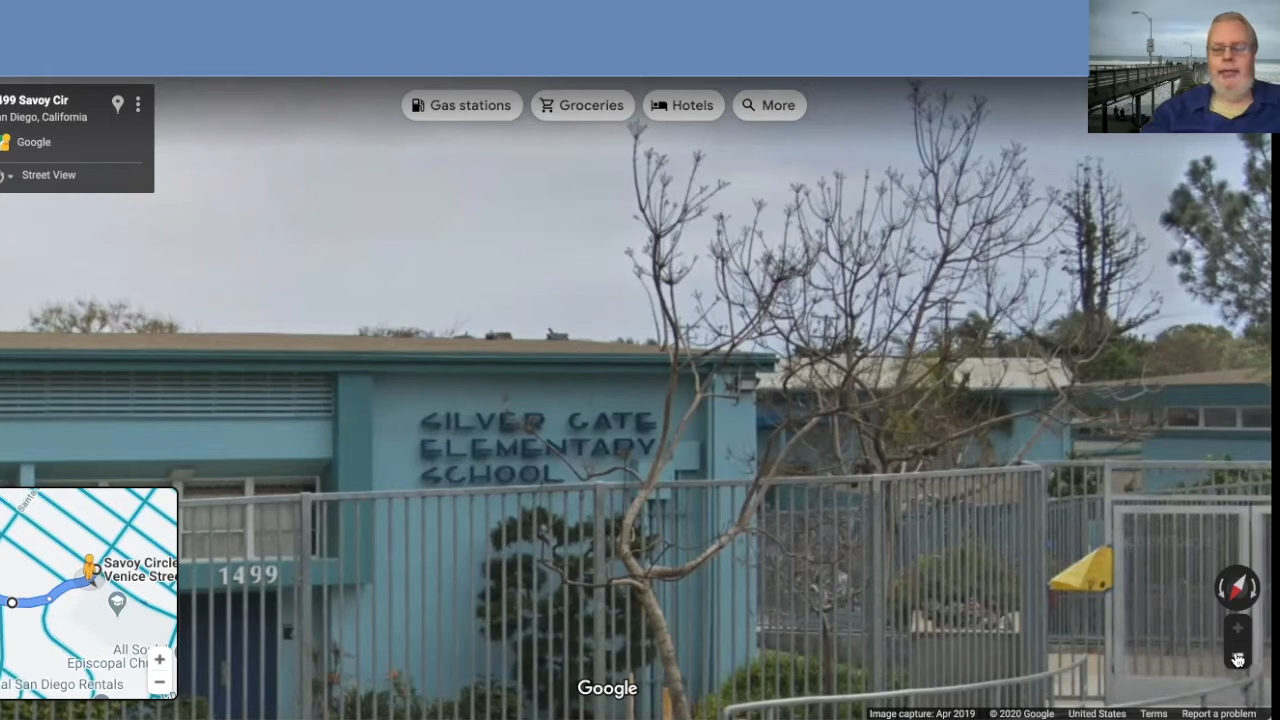 499 Savoy Cir
an Diego, California
Google
Street View
Gas stations
Groceries
Hotels
More
SILVER GATE
ELEMENTARY
SCHOOL
1499
Santa
Savoy Circle
Venice Stree
All So
Episcopal Ch
al San Diego Rentals
Google
Image capture: Apr 2019 © 2020 Google United States Terms Report a problem